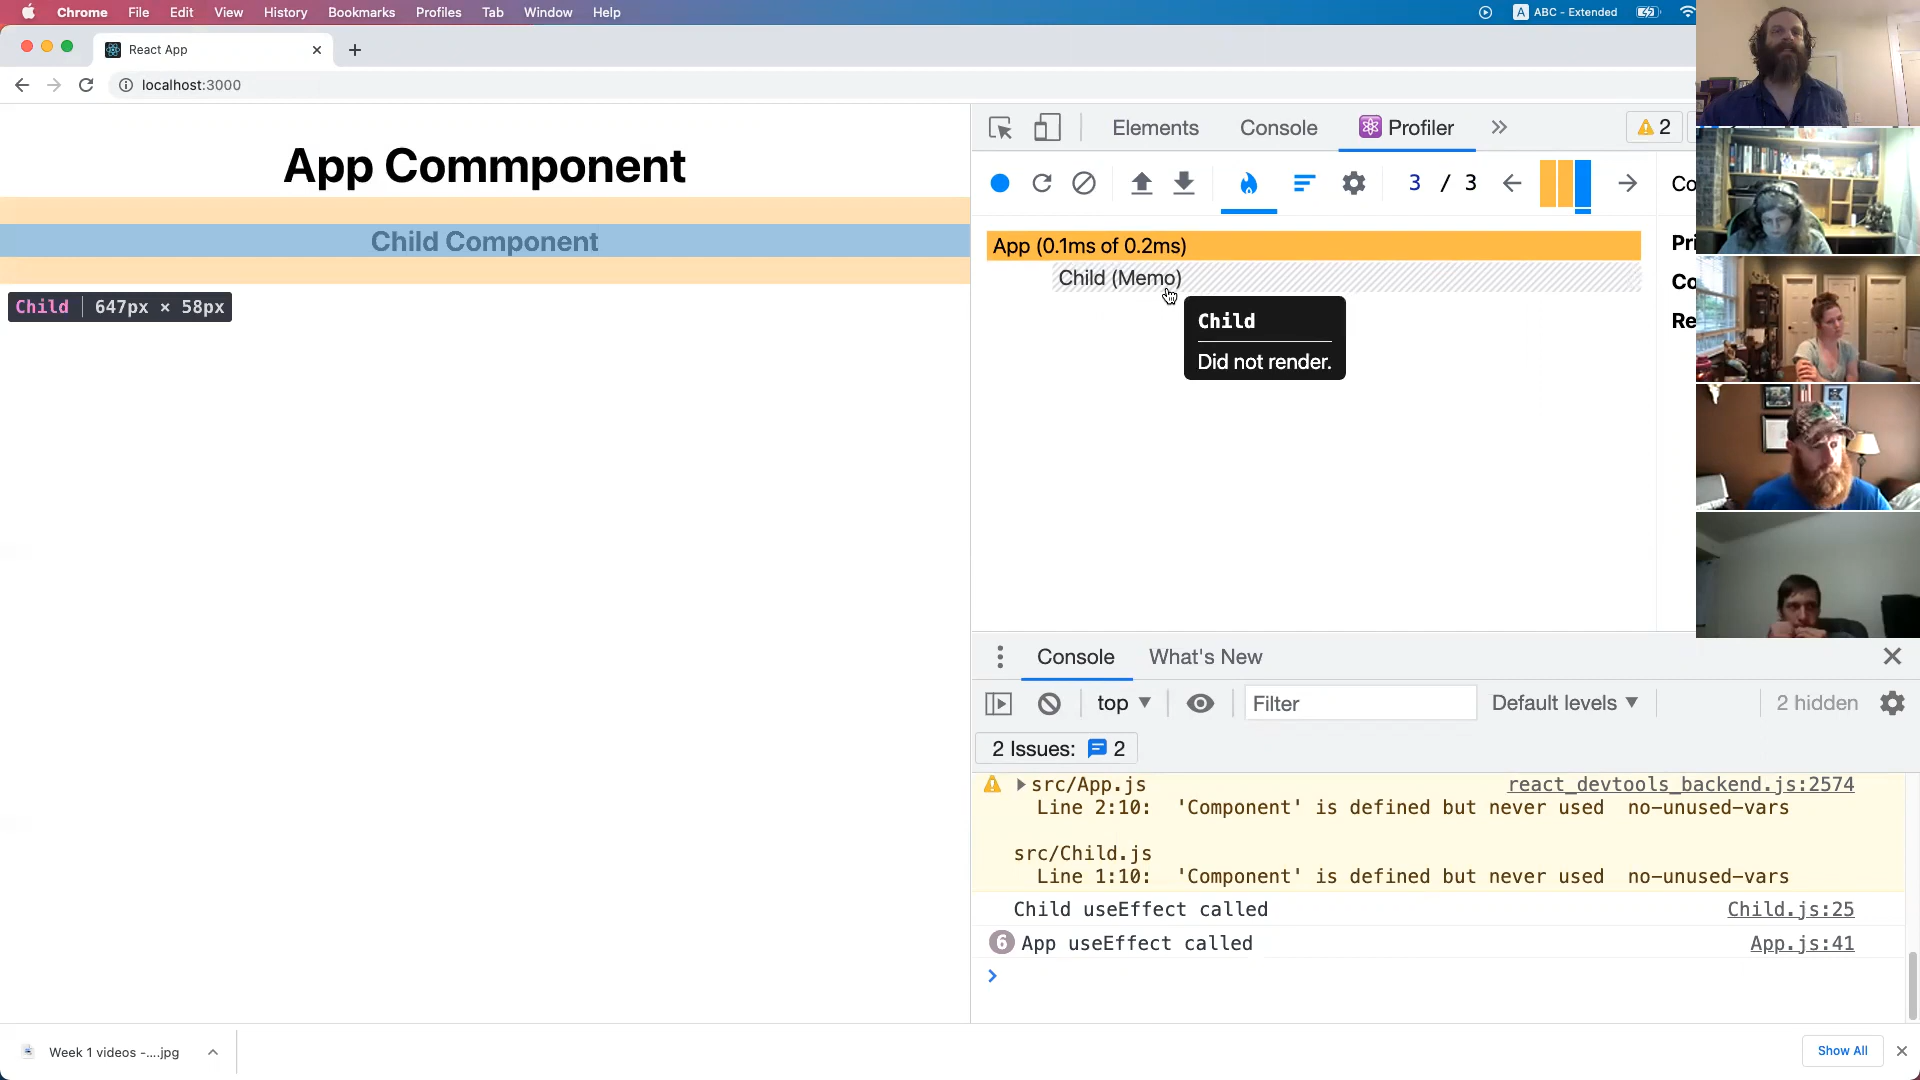 Chrome File Edit View History Bookmarks Profiles Tab Window Help A ABC - Extended
React App
localhost:3000
Elements Console Profiler 2
3 / 3 Co
App Commponent
Child Component
Child 647px × 58px
App (0.1ms of 0.2ms)
Child (Memo)
Child
Did not render.
Pri
Co
Re
Console What's New
top Filter Default levels 2 hidden
2 Issues: 2
src/App.js react_devtools_backend.js:2574
Line 2:10: 'Component' is defined but never used no-unused-vars
src/Child.js
Line 1:10: 'Component' is defined but never used no-unused-vars
Child useEffect called Child.js:25
6 App useEffect called App.js:41
Week 1 videos -....jpg Show All